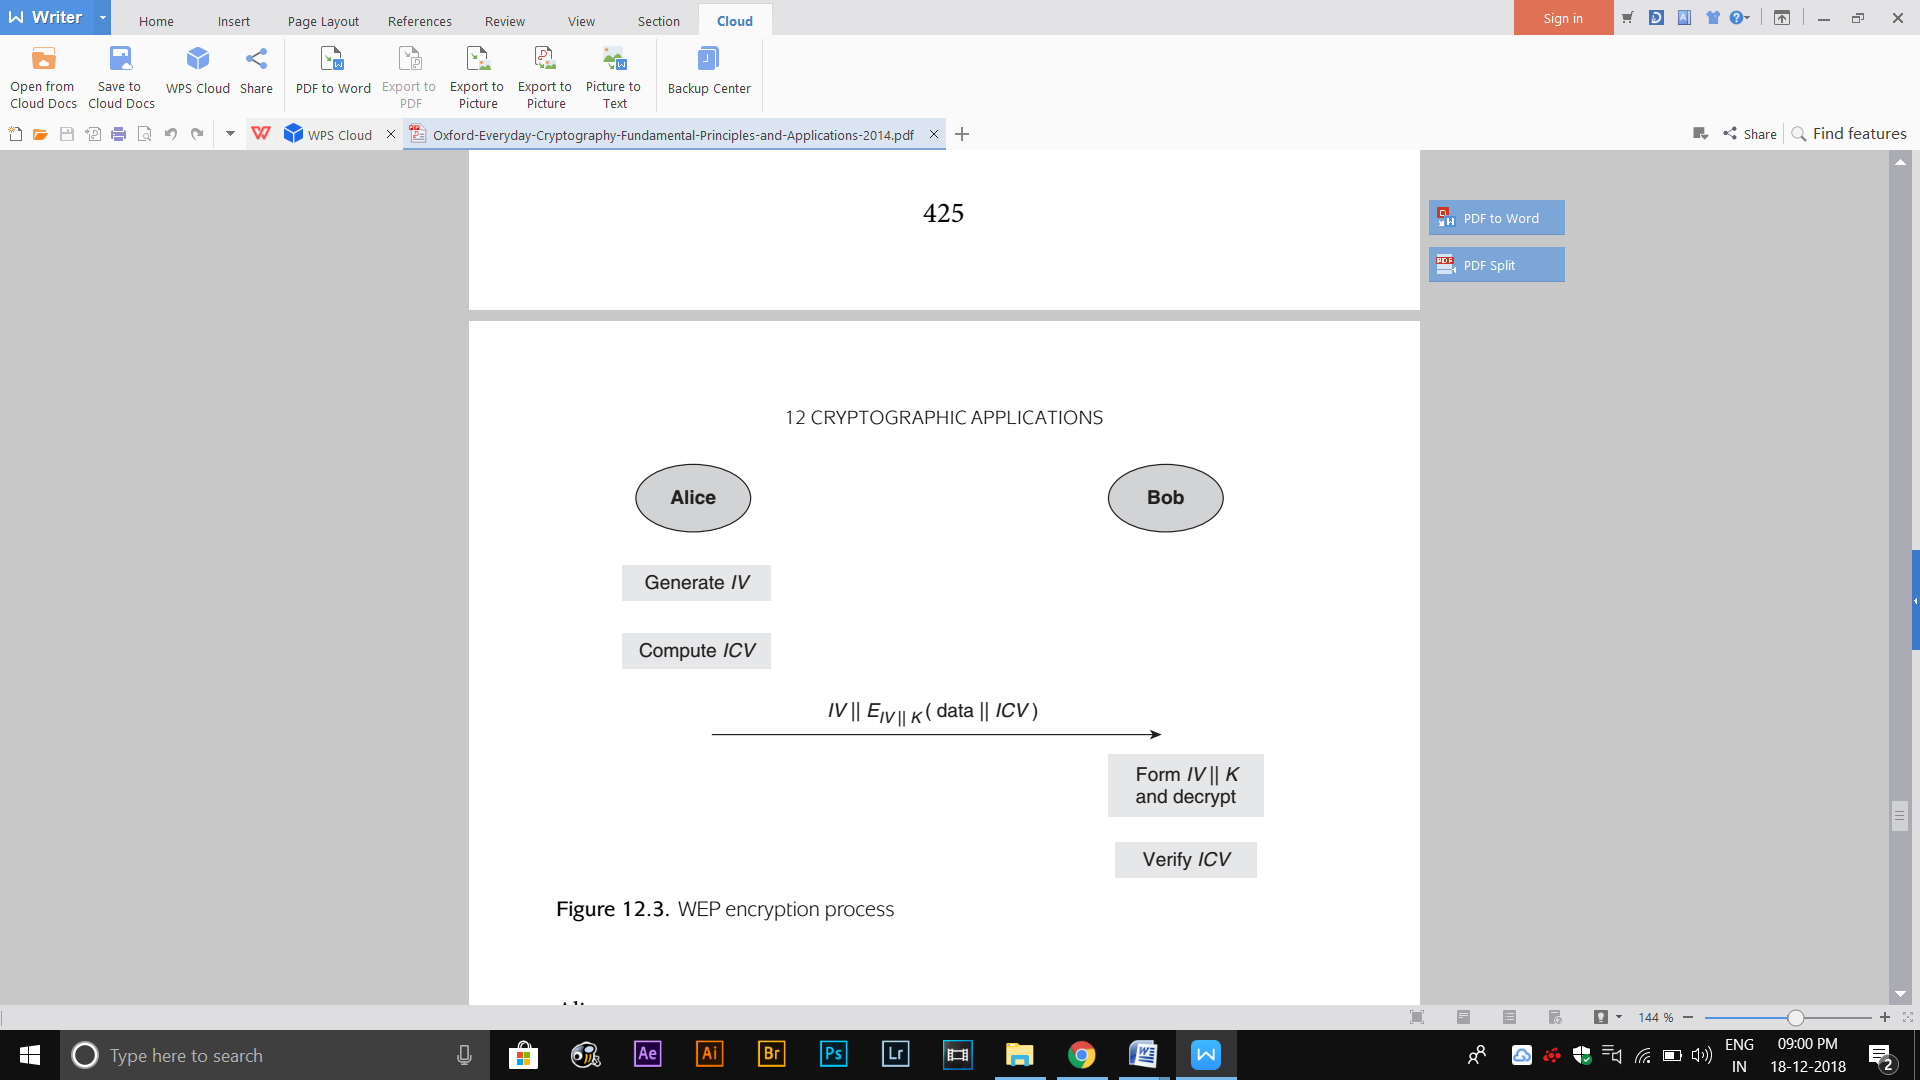 Writer
Home Insert Page Layout References Review View Section Cloud
Sign in
Open from
Cloud Docs
Save to
Cloud Docs
WPS Cloud
Share
PDF to Word
Export to
PDF
Export to
Picture
Export to
Picture
Picture to
Text
Backup Center
WPS Cloud
Oxford-Everyday-Cryptography-Fundamental-Principles-and-Applications-2014.pdf
Share
Find features
425
PDF to Word
PDF Split
12 CRYPTOGRAPHIC APPLICATIONS
Alice
Bob
Generate IV
Compute ICV
IV || E_{IV || K} ( data || ICV )
Form IV || K
and decrypt
Verify ICV
Figure 12.3. WEP encryption process
144 %
Type here to search
Ae
Ai
Br
Ps
Lr
ENG
IN
09:00 PM
18-12-2018
2